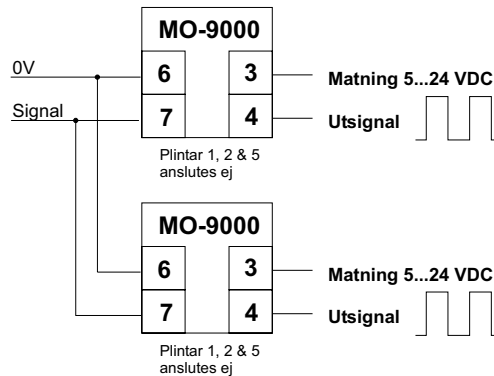 MO-9000
0V
6
3
Matning 5...24 VDC
Signal
7
4
Utsignal
Plintar 1, 2 & 5
anslutes ej
MO-9000
6
3
Matning 5...24 VDC
7
4
Utsignal
Plintar 1, 2 & 5
anslutes ej